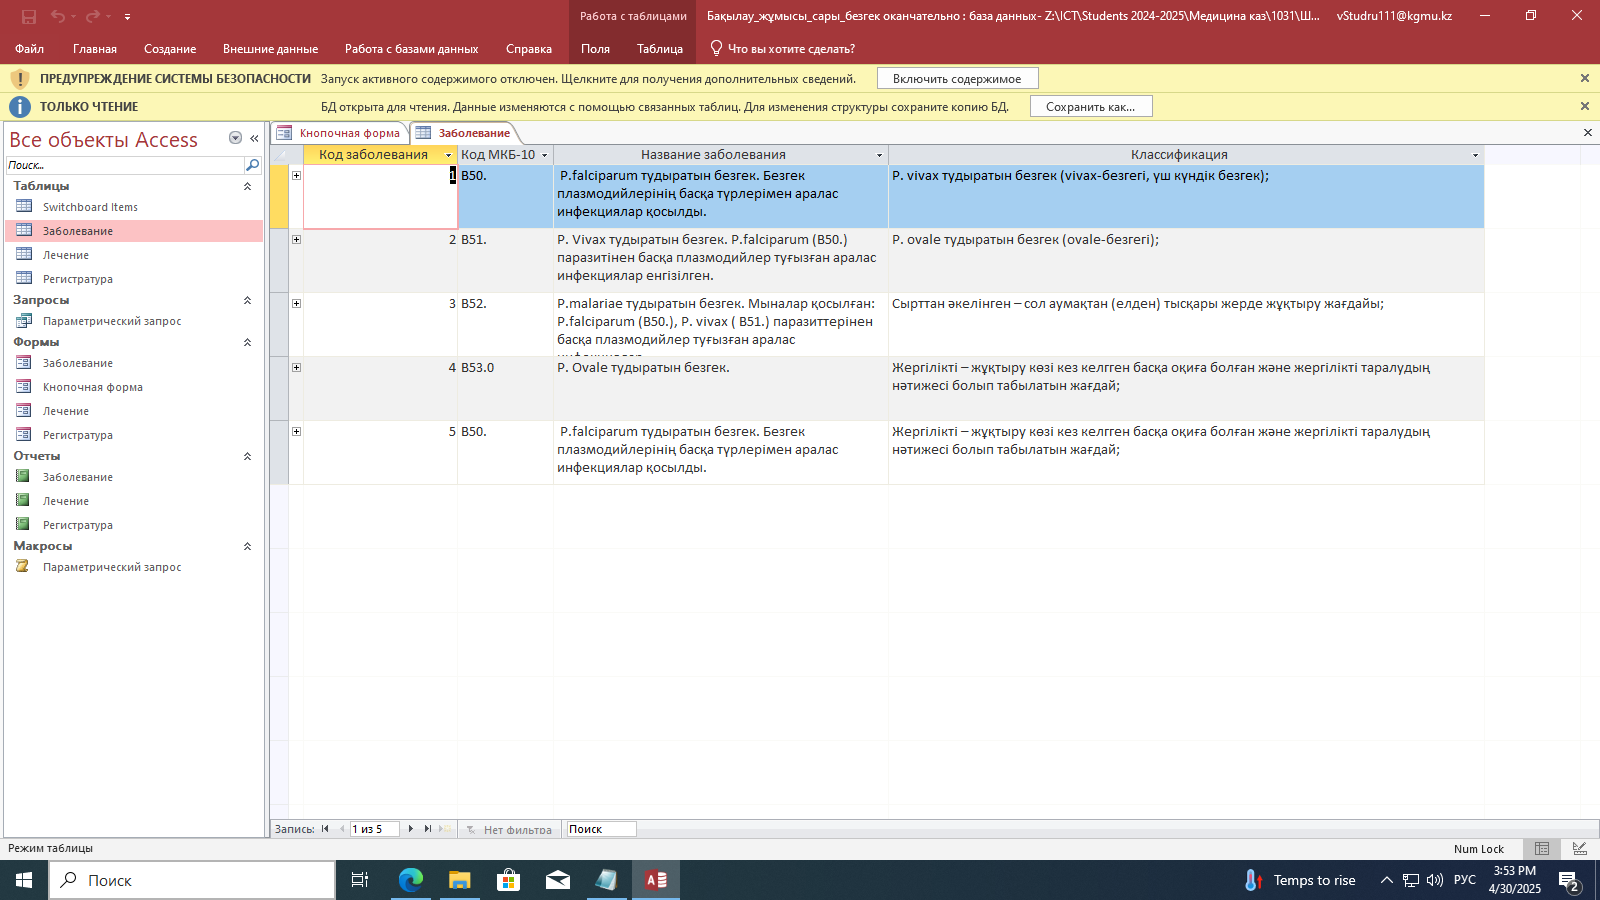 Работа с таблицами
Бақылау_жұмысы_сары_безгек оканчательно : база данных- Z:\ICT\Students 2024-2025\Медицина каз\1031\Ш...
vStudru111@kgmu.kz
Файл Главная Создание Внешние данные Работа с базами данных Справка Поля Таблица Что вы хотите сделать?
ПРЕДУПРЕЖДЕНИЕ СИСТЕМЫ БЕЗОПАСНОСТИ Запуск активного содержимого отключен. Щелкните для получения дополнительных сведений. Включить содержимое
ТОЛЬКО ЧТЕНИЕ БД открыта для чтения. Данные изменяются с помощью связанных таблиц. Для изменения структуры сохраните копию БД. Сохранить как...
Все объекты Access
Поиск...
Таблицы
Switchboard Items
Заболевание
Лечение
Регистратура
Запросы
Параметрический запрос
Формы
Заболевание
Кнопочная форма
Лечение
Регистратура
Отчеты
Заболевание
Лечение
Регистратура
Макросы
Параметрический запрос
Кнопочная форма Заболевание
Код заболевания Код МКБ-10 Название заболевания Классификация
1 B50. P.falciparum тудыратын безгек. Безгек P. vivax тудыратын безгек (vivax-безгегі, үш күндік безгек);
плазмодийлерінің басқа түрлерімен аралас
инфекциялар қосылды.
2 B51. P. Vivax тудыратын безгек. P.falciparum (B50.) P. ovale тудыратын безгек (ovale-безгегі);
паразитінен басқа плазмодийлер туғызған аралас
инфекциялар енгізілген.
3 B52. P.malariae тудыратын безгек. Мыналар қосылған: Сырттан әкелінген – сол аумақтан (елден) тысқары жерде жұқтыру жағдайы;
P.falciparum (B50.), P. vivax ( B51.) паразиттерінен
басқа плазмодийлер туғызған аралас
4 B53.0 P. Ovale тудыратын безгек. Жергілікті – жұқтыру көзі кез келген басқа оқиға болған және жергілікті таралудың
нәтижесі болып табылатын жағдай;
5 B50. P.falciparum тудыратын безгек. Безгек Жергілікті – жұқтыру көзі кез келгген басқа оқиға болған және жергілікті таралудың
плазмодийлерінің басқа түрлерімен аралас нәтижесі болып табылатын жағдай;
инфекциялар қосылды.
Запись: 1 из 5 Нет фильтра Поиск
Режим таблицы Num Lock
Поиск Temps to rise РУС 3:53 PM
4/30/2025 2